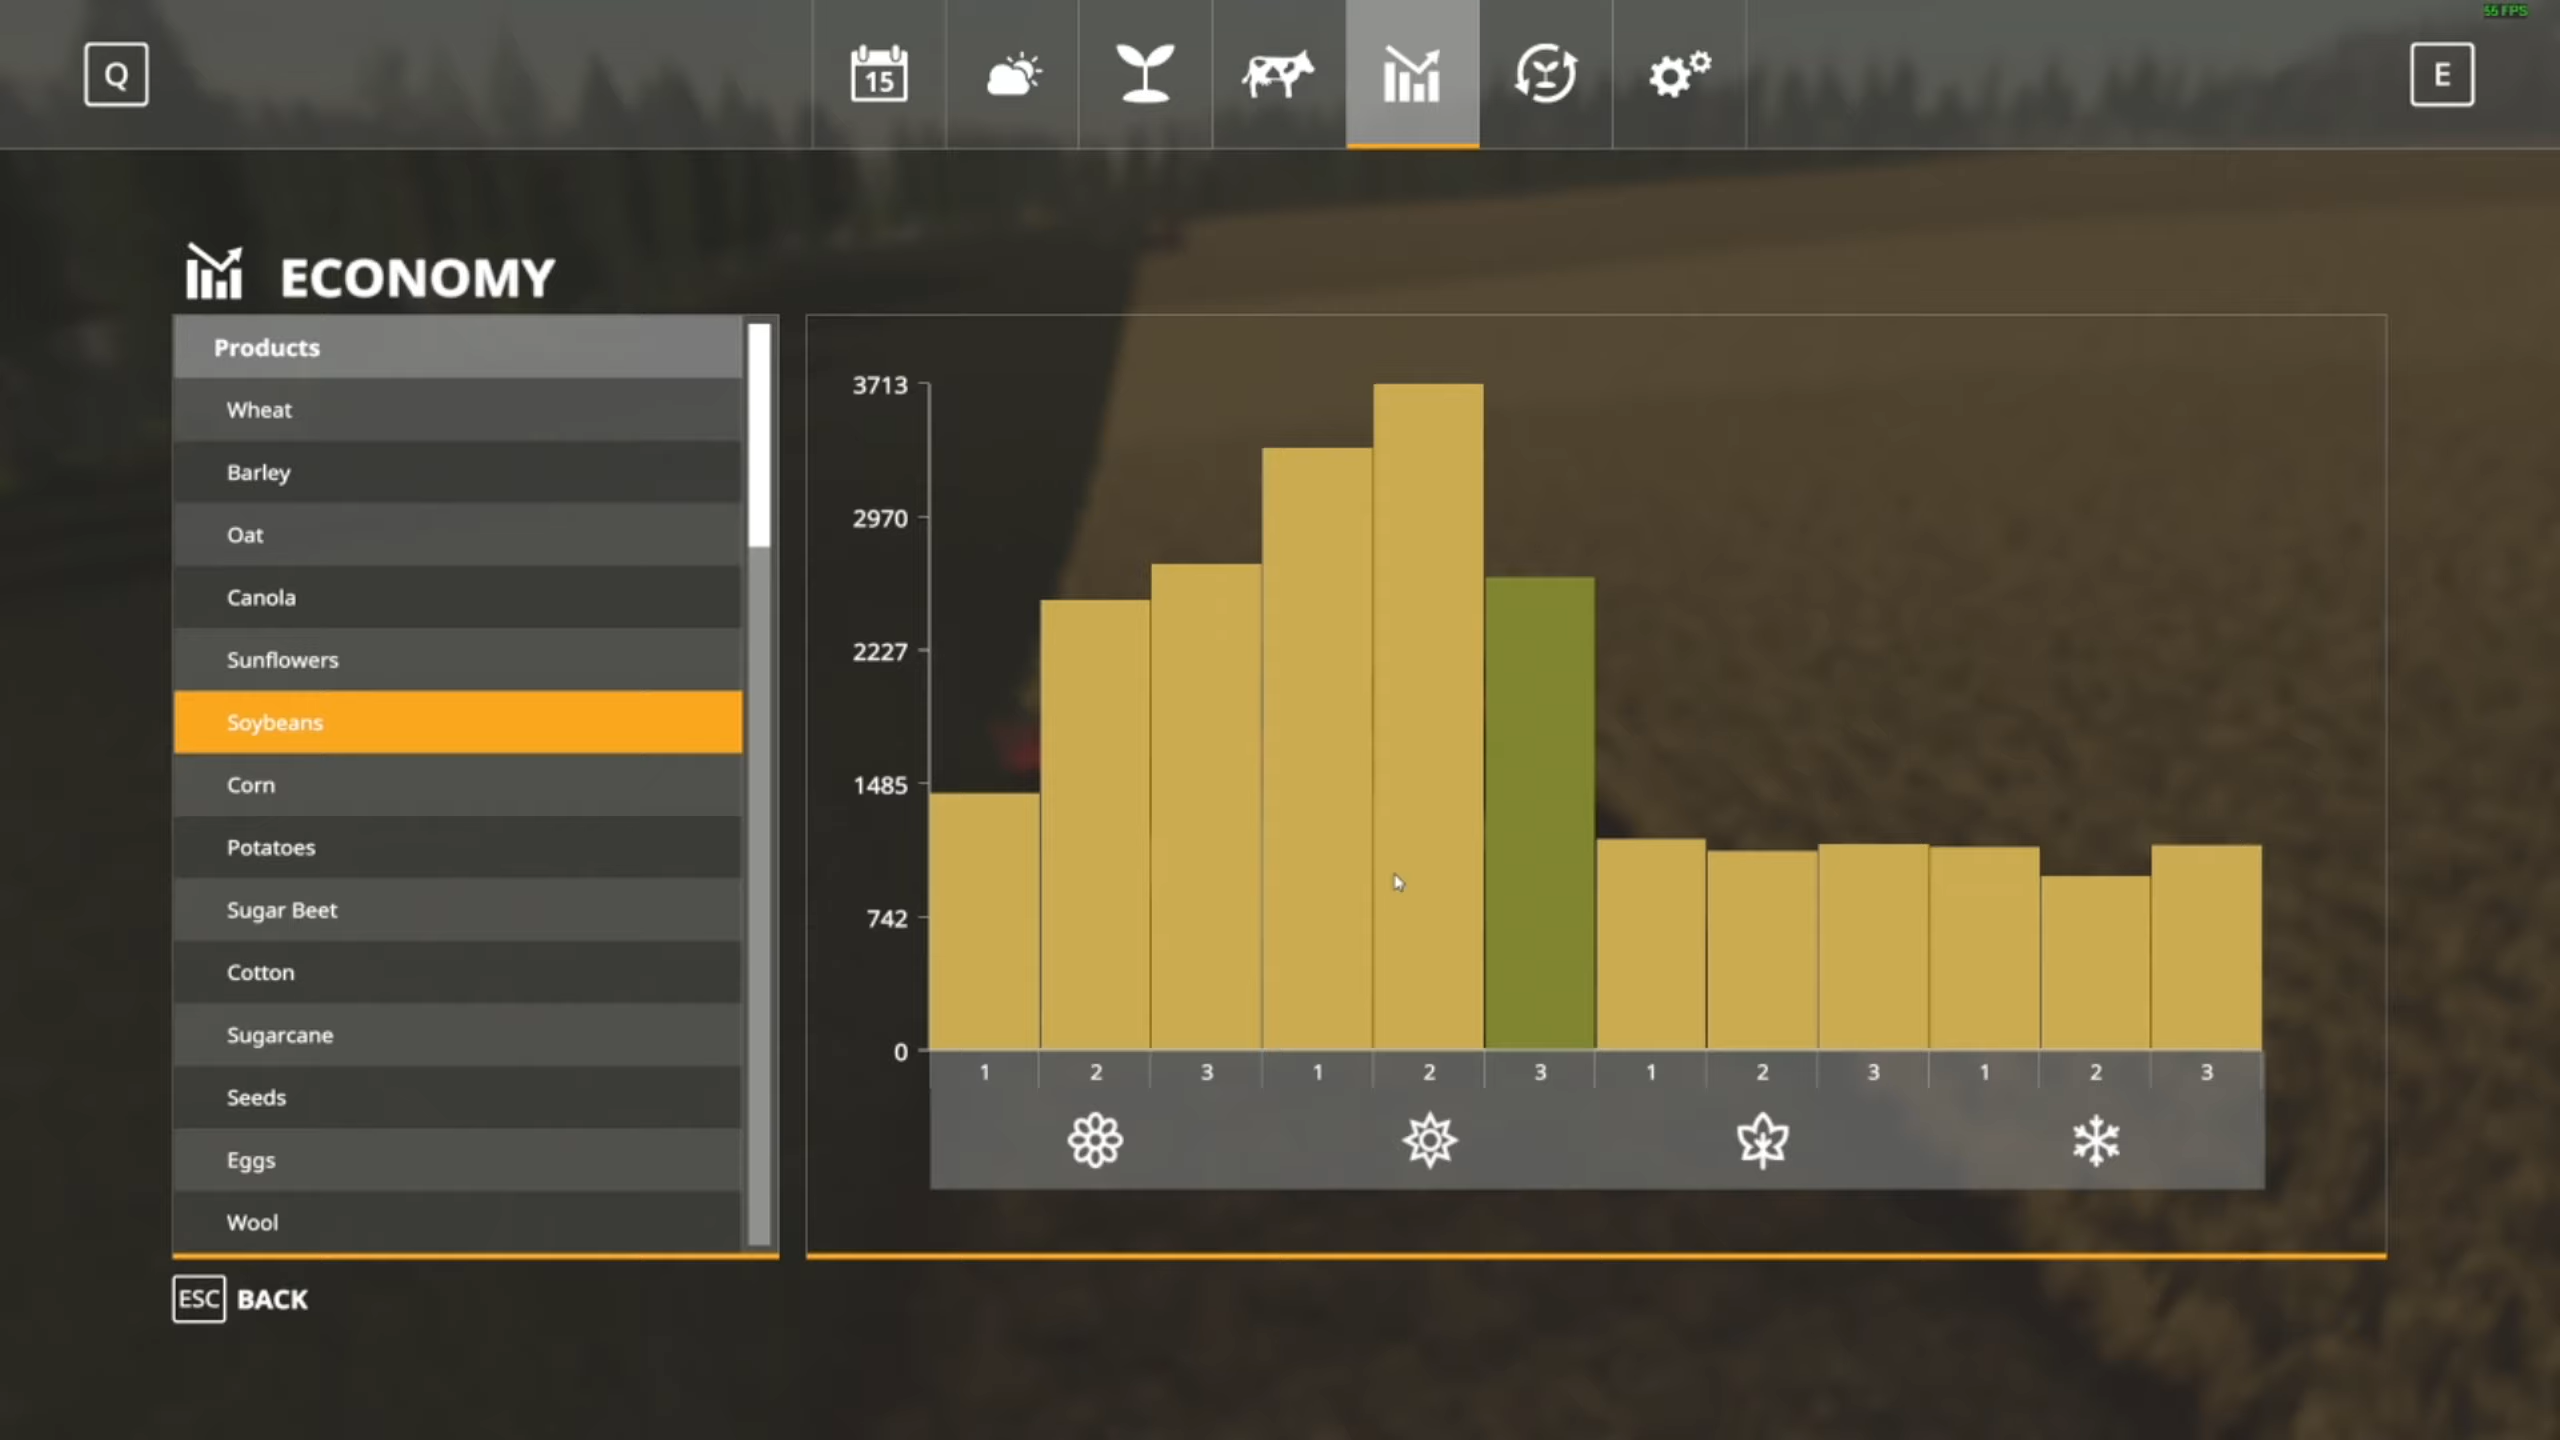 55 FPS
Q
15
E
ECONOMY
Products
Wheat
Barley
Oat
Canola
Sunflowers
Soybeans
Corn
Potatoes
Sugar Beet
Cotton
Sugarcane
Seeds
Eggs
Wool
3713
2970
2227
1485
742
0
1 2 3 1 2 3 1 2 3 1 2 3
ESC BACK